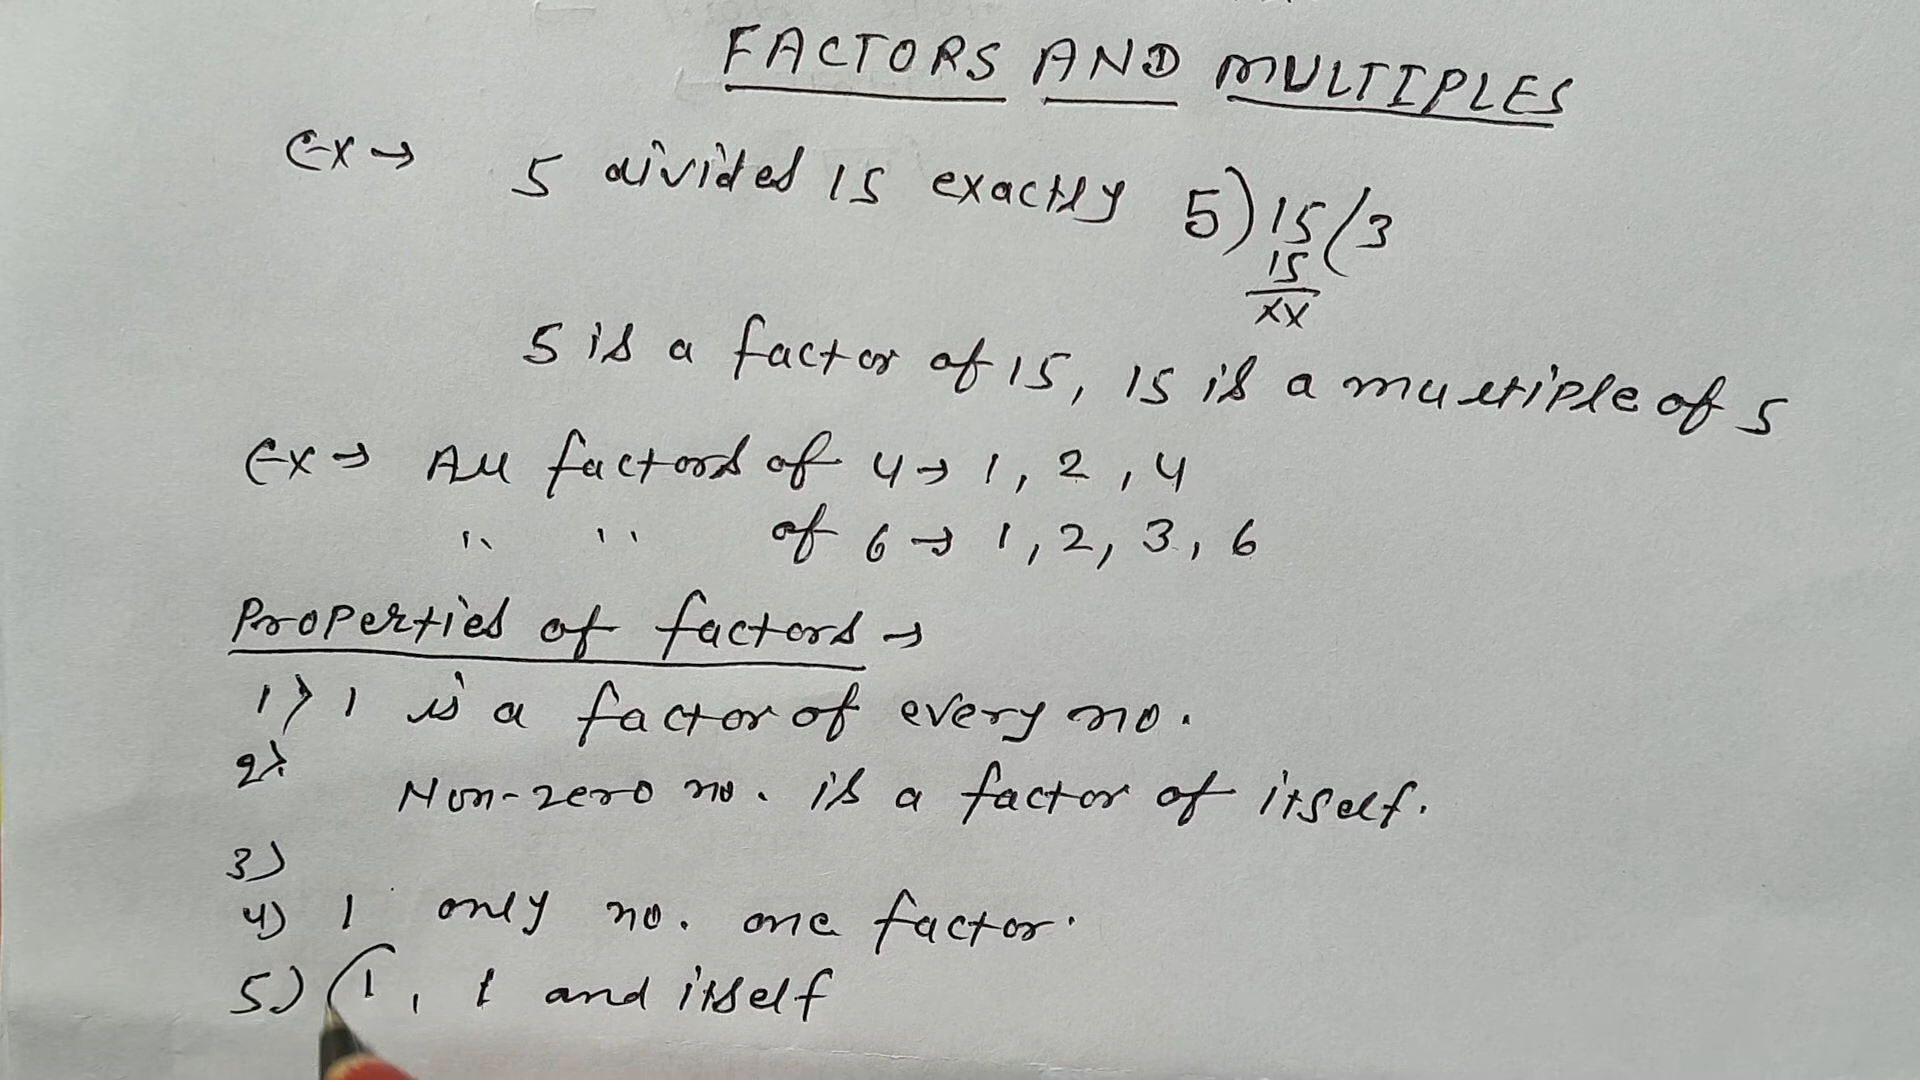 FACTORS AND MULTIPLES
Ex → 5 divided 15 exactly 5)15(3
15
xx
5 is a factor of 15, 15 is a multiple of 5
Ex → All factors of 4 → 1, 2, 4
" " of 6 → 1, 2, 3, 6
Properties of factors →
1) 1 is a factor of every no.
2) Non-zero no. is a factor of itself.
3)
4) 1 only no. one factor.
5) (1, 1 and itself